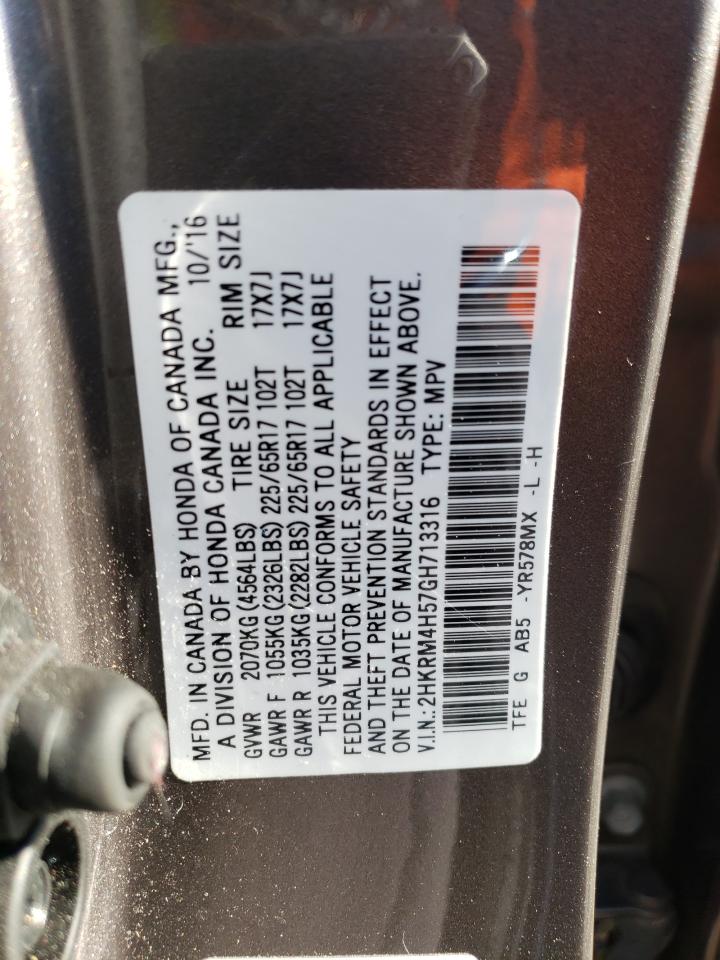 MFD. IN CANADA BY HONDA OF CANADA MFG.,
A DIVISION OF HONDA CANADA INC. 10/'16
GVWR 2070KG(4564LBS) TIRE SIZE RIM SIZE
GAWR F 1055KG(2326LBS) 225/65R17 102T 17X7J
GAWR R 1035KG(2282LBS) 225/65R17 102T 17X7J
THIS VEHICLE CONFORMS TO ALL APPLICABLE
FEDERAL MOTOR VEHICLE SAFETY
AND THEFT PREVENTION STANDARDS IN EFFECT
ON THE DATE OF MANUFACTURE SHOWN ABOVE.
V.I.N.: 2HKRM4H57GH713316 TYPE: MPV
TFE G AB5 -YR578MX -L -H